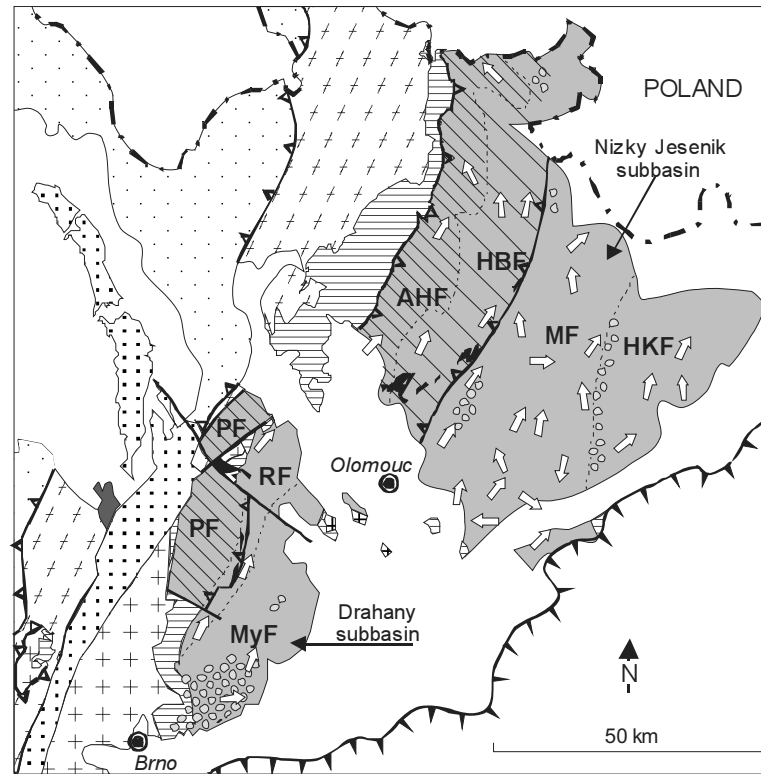 POLAND
Nizky Jesenik
subbasin
HBF
AHF
MF
HKF
PF
Olomouc
RF
PF
Drahany
subbasin
MyF
N
50 km
Brno